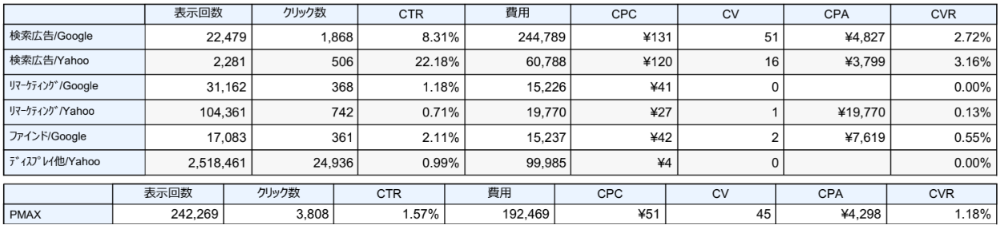 表示回数 クリック数 CTR 費用 CPC CV CPA CVR
検索広告/Google 22,479 1,868 8.31% 244,789 ¥131 51 ¥4,827 2.72%
検索広告/Yahoo 2,281 506 22.18% 60,788 ¥120 16 ¥3,799 3.16%
ﾘﾏｰｹﾃｨﾝｸﾞ/Google 31,162 368 1.18% 15,226 ¥41 0 0.00%
ﾘﾏｰｹﾃｨﾝｸﾞ/Yahoo 104,361 742 0.71% 19,770 ¥27 1 ¥19,770 0.13%
ファインド/Google 17,083 361 2.11% 15,237 ¥42 2 ¥7,619 0.55%
ﾃﾞｨｽﾌﾟﾚｲ他/Yahoo 2,518,461 24,936 0.99% 99,985 ¥4 0 0.00%
表示回数 クリック数 CTR 費用 CPC CV CPA CVR
PMAX 242,269 3,808 1.57% 192,469 ¥51 45 ¥4,298 1.18%